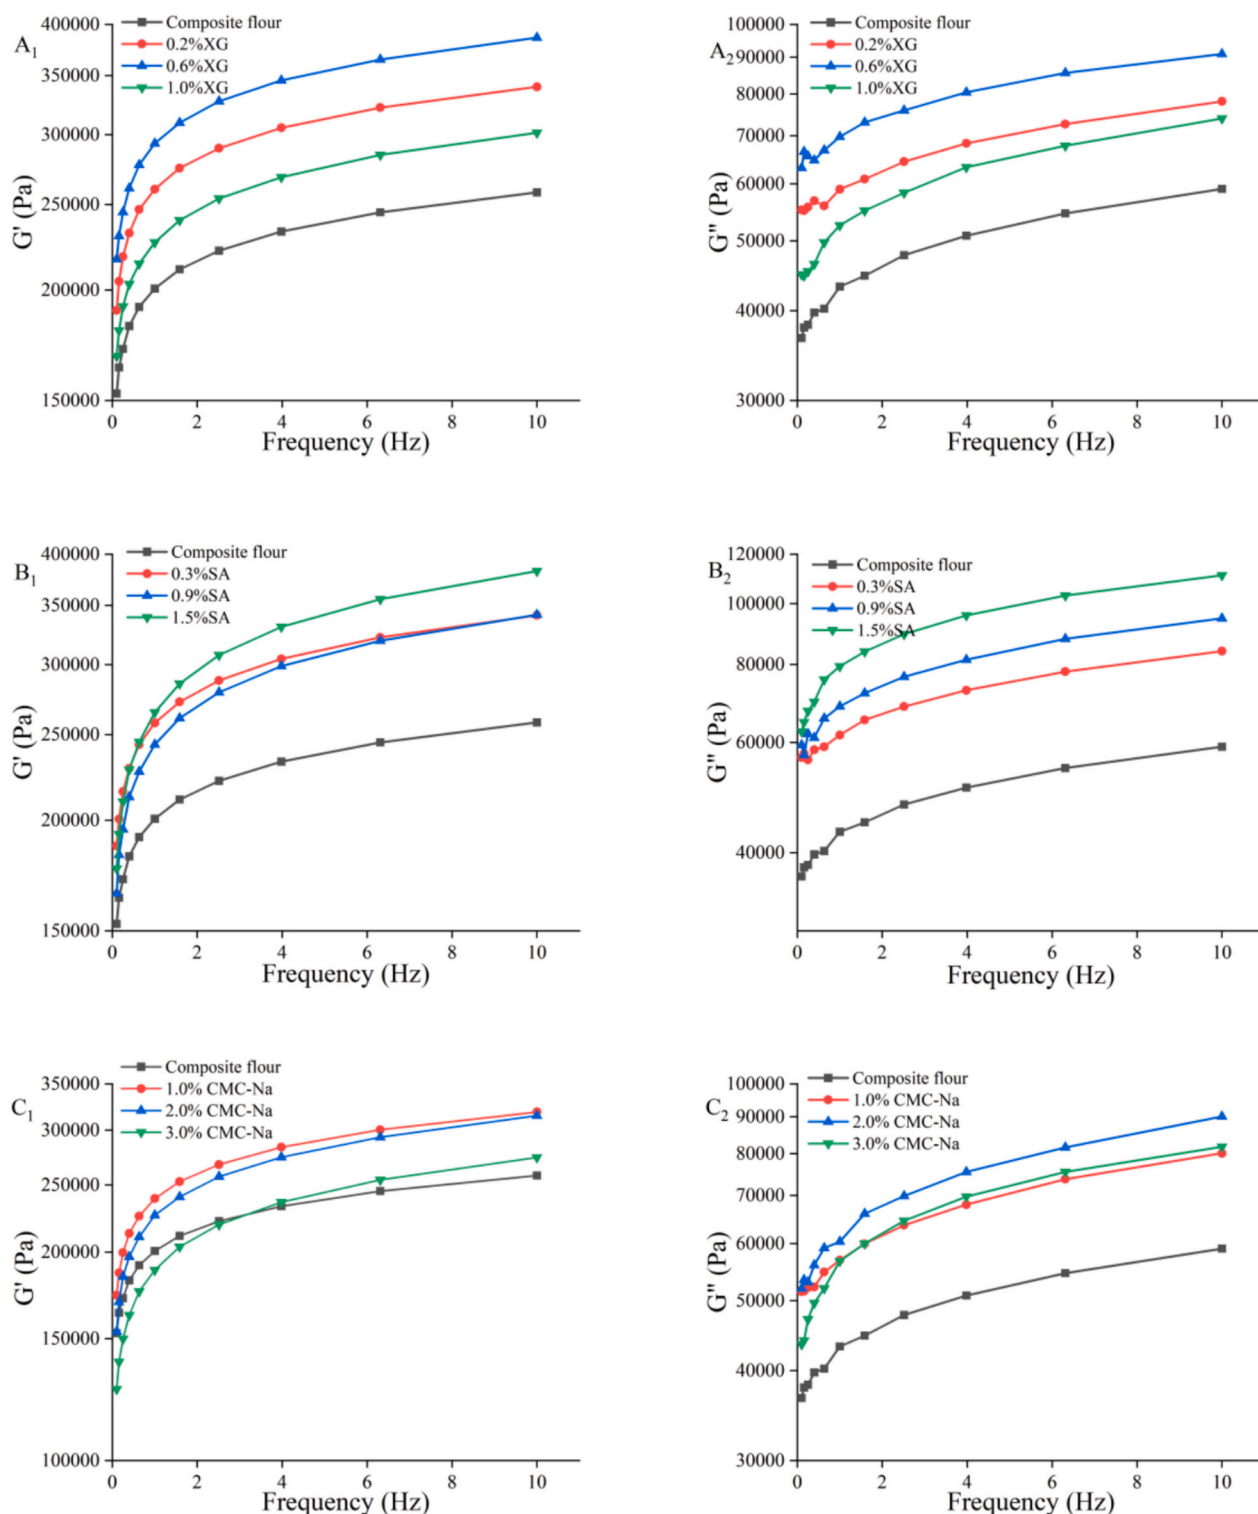 A1
Composite flour
0.2%XG
0.6%XG
1.0%XG
400000
350000
300000
250000
200000
150000
G' (Pa)
0 2 4 6 8 10
Frequency (Hz)
A2
Composite flour
0.2%XG
0.6%XG
1.0%XG
100000
90000
80000
70000
60000
50000
40000
30000
G'' (Pa)
0 2 4 6 8 10
Frequency (Hz)
B1
Composite flour
0.3%SA
0.9%SA
1.5%SA
400000
350000
300000
250000
200000
150000
G' (Pa)
0 2 4 6 8 10
Frequency (Hz)
B2
Composite flour
0.3%SA
0.9%SA
1.5%SA
120000
100000
80000
60000
40000
G'' (Pa)
0 2 4 6 8 10
Frequency (Hz)
C1
Composite flour
1.0% CMC-Na
2.0% CMC-Na
3.0% CMC-Na
350000
300000
250000
200000
150000
100000
G' (Pa)
0 2 4 6 8 10
Frequency (Hz)
C2
Composite flour
1.0% CMC-Na
2.0% CMC-Na
3.0% CMC-Na
100000
90000
80000
70000
60000
50000
40000
30000
G'' (Pa)
0 2 4 6 8 10
Frequency (Hz)